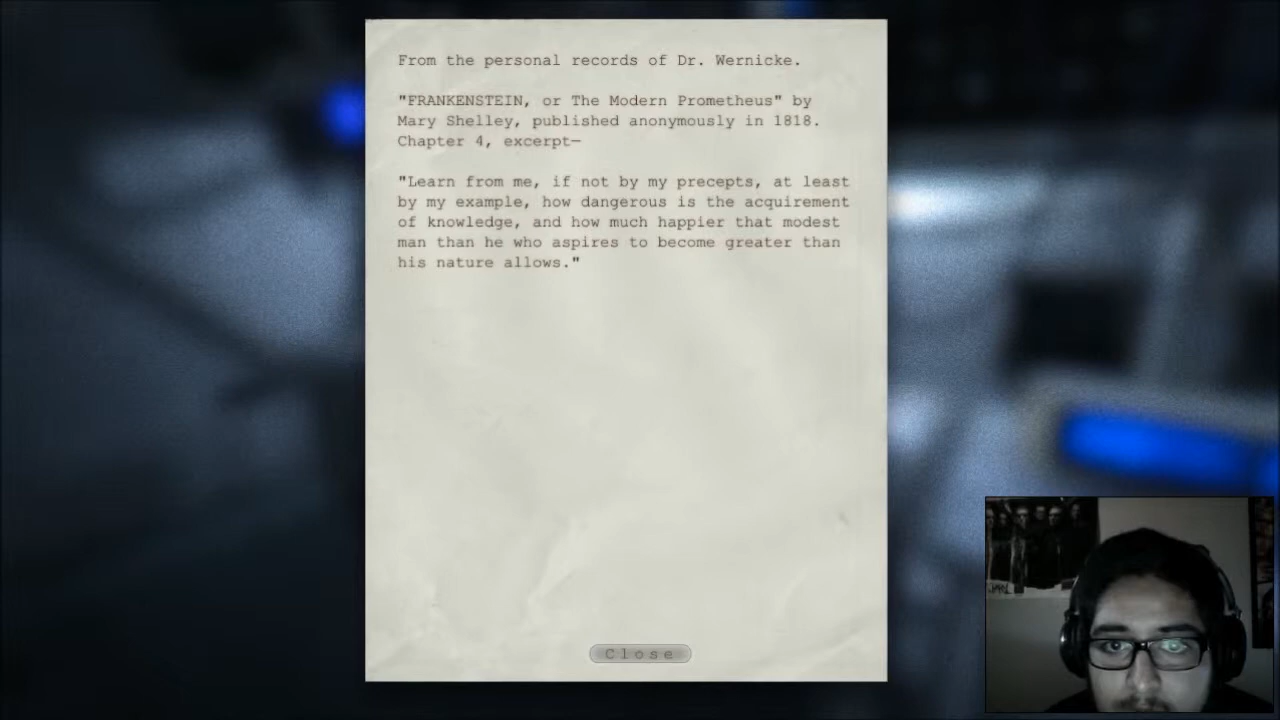 From the personal records of Dr. Wernicke.
"FRANKENSTEIN, or The Modern Prometheus" by
Mary Shelley, published anonymously in 1818.
Chapter 4, excerpt—
"Learn from me, if not by my precepts, at least
by my example, how dangerous is the acquirement
of knowledge, and how much happier that modest
man than he who aspires to become greater than
his nature allows."
Close